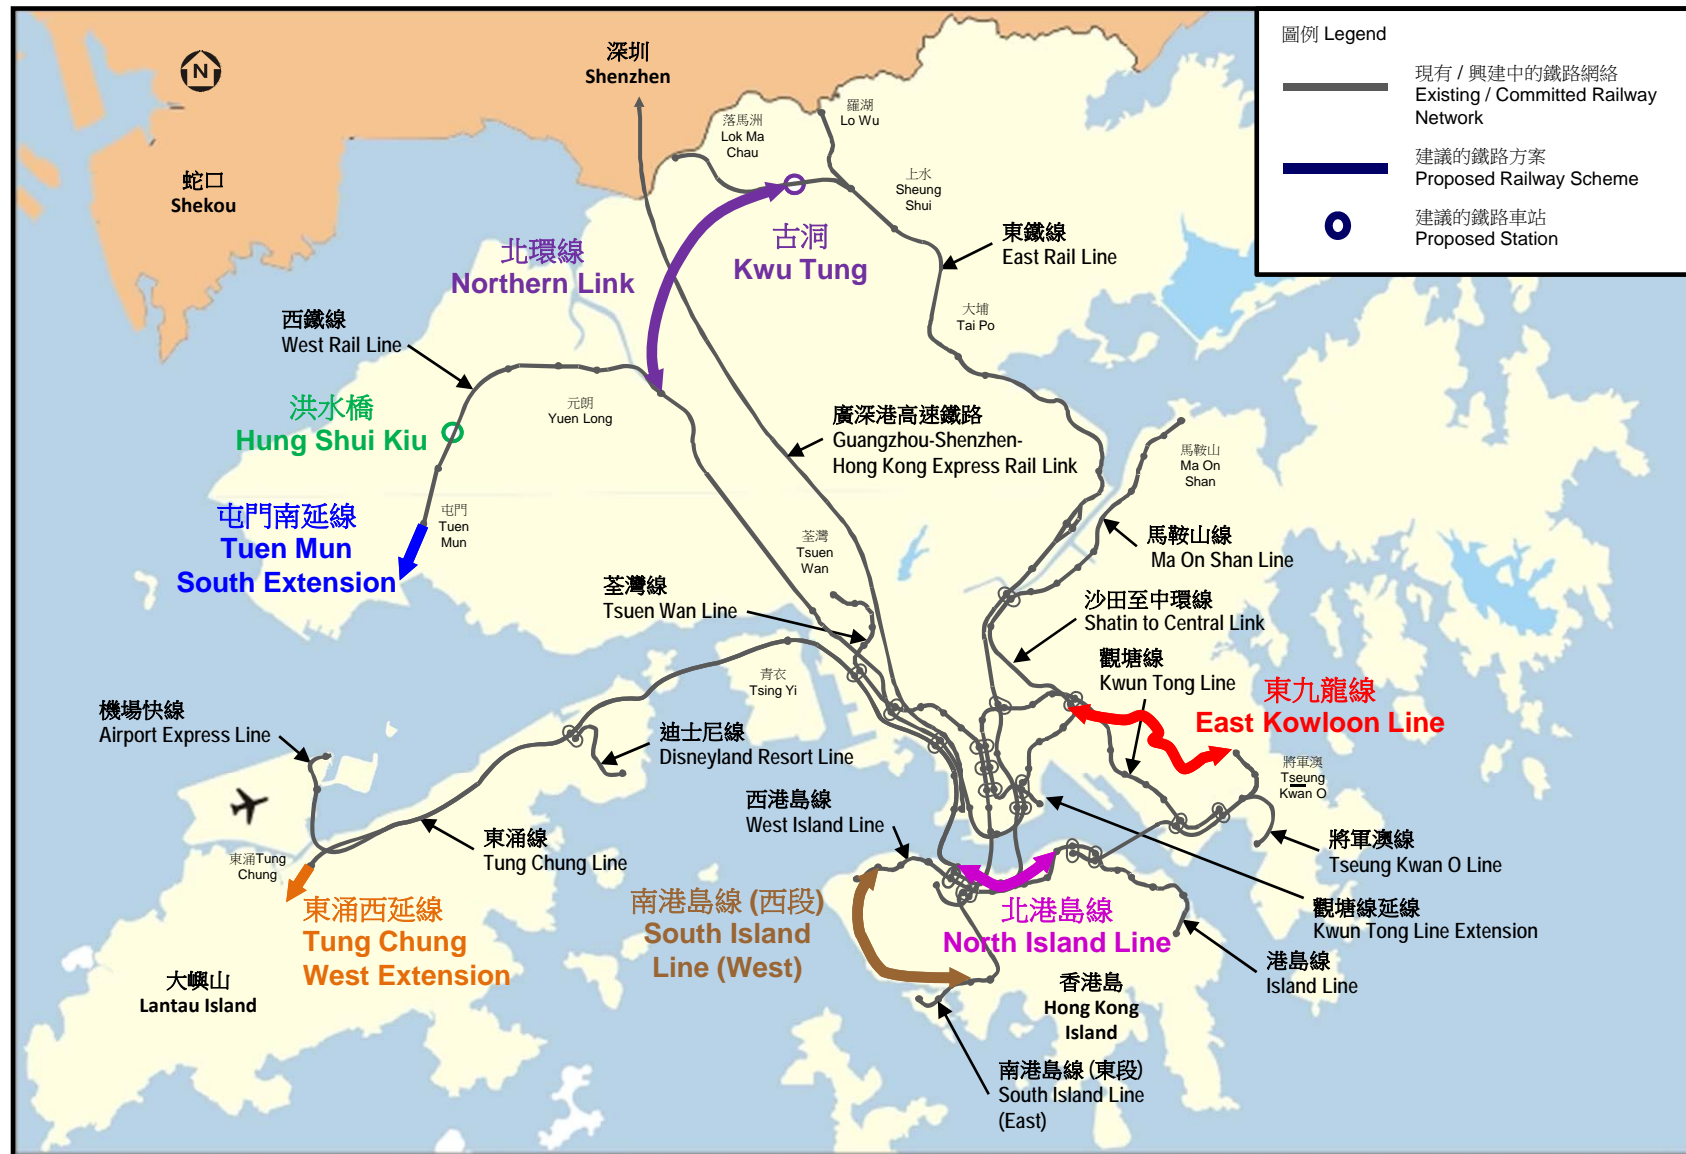 圖例 Legend
現有 / 興建中的鐵路網絡
Existing / Committed Railway
Network
建議的鐵路方案
Proposed Railway Scheme
建議的鐵路車站
Proposed Station
N
深圳
Shenzhen
蛇口
Shekou
落馬洲
Lok Ma
Chau
羅湖
Lo Wu
上水
Sheung
Shui
古洞
Kwu Tung
北環線
Northern Link
東鐵線
East Rail Line
大埔
Tai Po
西鐵線
West Rail Line
洪水橋
Hung Shui Kiu
元朗
Yuen Long
廣深港高速鐵路
Guangzhou-Shenzhen-
Hong Kong Express Rail Link
馬鞍山
Ma On
Shan
屯門南延線
Tuen Mun
South Extension
屯門
Tuen
Mun
荃灣
Tsuen
Wan
馬鞍山線
Ma On Shan Line
荃灣線
Tsuen Wan Line
沙田至中環線
Shatin to Central Link
觀塘線
Kwun Tong Line
東九龍線
East Kowloon Line
青衣
Tsing Yi
機場快線
Airport Express Line
迪士尼線
Disneyland Resort Line
將軍澳
Tseung
Kwan O
西港島線
West Island Line
東涌線
Tung Chung Line
將軍澳線
Tseung Kwan O Line
東涌Tung
Chung
東涌西延線
Tung Chung
West Extension
南港島線 (西段)
South Island
Line (West)
北港島線
North Island Line
觀塘線延線
Kwun Tong Line Extension
港島線
Island Line
大嶼山
Lantau Island
香港島
Hong Kong
Island
南港島線 (東段)
South Island Line
(East)